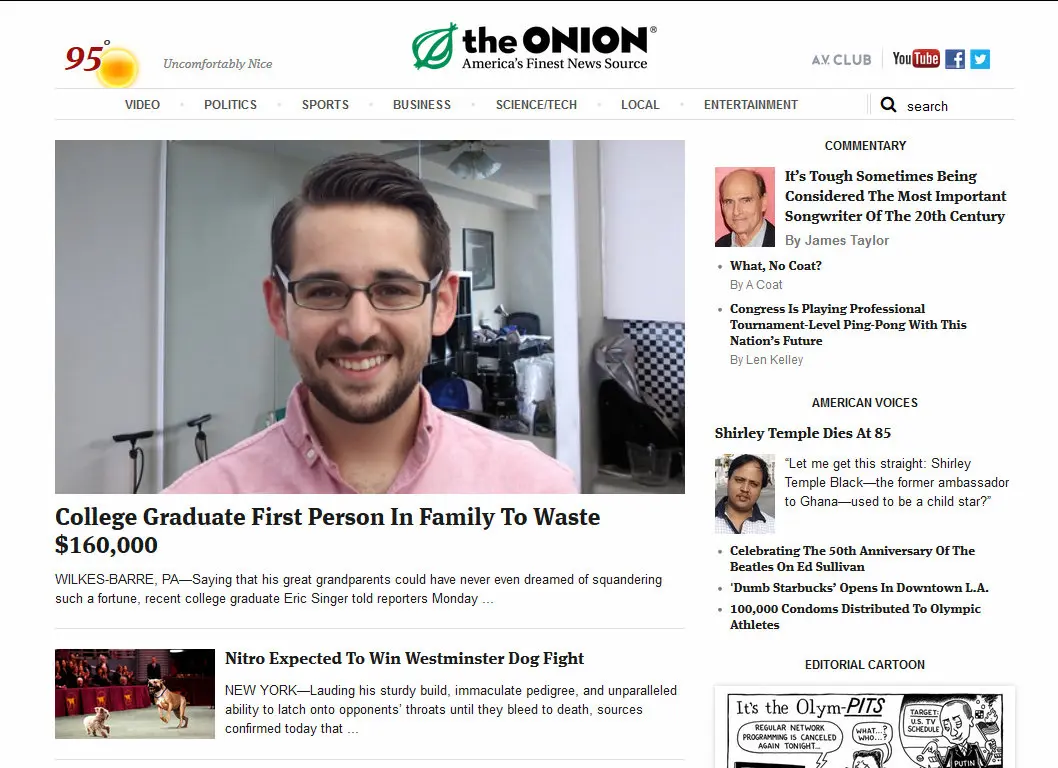 95°
Uncomfortably Nice
the ONION®
America's Finest News Source
A.V. CLUB
YouTube
VIDEO • POLITICS • SPORTS • BUSINESS • SCIENCE/TECH • LOCAL • ENTERTAINMENT
search
College Graduate First Person In Family To Waste
$160,000
WILKES-BARRE, PA—Saying that his great grandparents could have never even dreamed of squandering
such a fortune, recent college graduate Eric Singer told reporters Monday ...
Nitro Expected To Win Westminster Dog Fight
NEW YORK—Lauding his sturdy build, immaculate pedigree, and unparalleled
ability to latch onto opponents' throats until they bleed to death, sources
confirmed today that ...
COMMENTARY
It's Tough Sometimes Being
Considered The Most Important
Songwriter Of The 20th Century
By James Taylor
• What, No Coat?
By A Coat
• Congress Is Playing Professional
Tournament-Level Ping-Pong With This
Nation's Future
By Len Kelley
AMERICAN VOICES
Shirley Temple Dies At 85
“Let me get this straight: Shirley
Temple Black—the former ambassador
to Ghana—used to be a child star?”
• Celebrating The 50th Anniversary Of The
Beatles On Ed Sullivan
• 'Dumb Starbucks' Opens In Downtown L.A.
• 100,000 Condoms Distributed To Olympic
Athletes
EDITORIAL CARTOON
It's the Olym-PITS
REGULAR NETWORK
PROGRAMMING IS CANCELED
AGAIN TONIGHT...
WHAT...?
WHO...?
TARGET:
U.S. TV
SCHEDULE
PUTIN